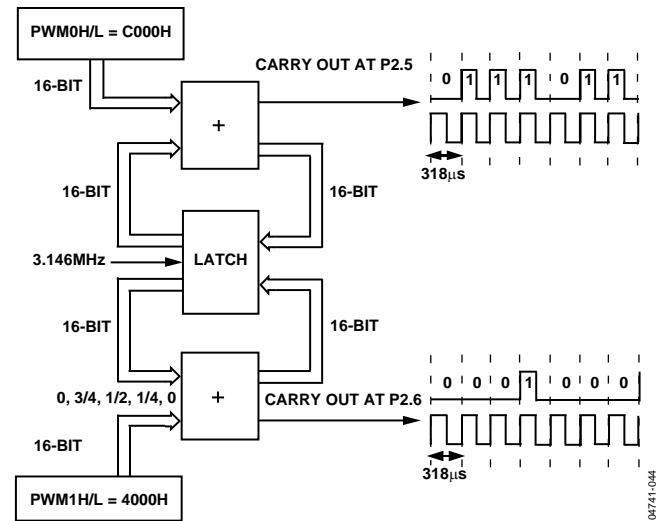 PWM0H/L = C000H
16-BIT
CARRY OUT AT P2.5
0 1 1 1 0 1 1
+
318μs
16-BIT
16-BIT
3.146MHz
LATCH
16-BIT
16-BIT
0, 3/4, 1/2, 1/4, 0
+
CARRY OUT AT P2.6
0 0 0 1 0 0 0
16-BIT
318μs
PWM1H/L = 4000H
04741-044